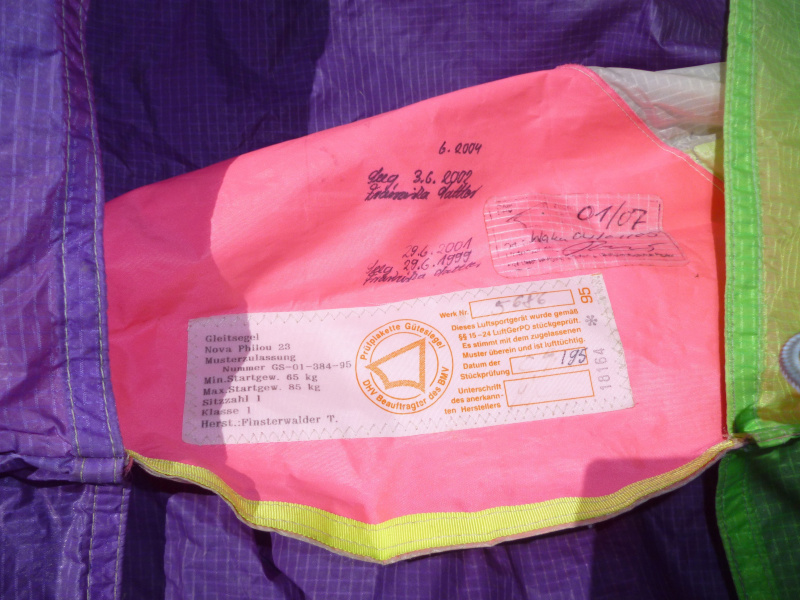 6.2004
3.6.2002
01/07
29.6.2001
29.6.1999
Gleitsegel
Nova Philou 23
Musterzulassung
Nummer GS-01-384-95
Min.Startgew. 65 kg
Max.Startgew. 85 kg
Sitzzahl 1
Klasse 1
Herst.:Finsterwalder T.
Prüfplakette Gütesiegel
DHV Beauftragter des BMV
Werk Nr.
Dieses Luftsportgerät wurde gemäß
§§ 15-24 LuftGerPO stückgeprüft.
Es stimmt mit dem zugelassenen
Muster überein und ist lufttüchtig.
Datum der
Stückprüfung
195
Unterschrift
des anerkann-
ten Herstellers
95
*
18164